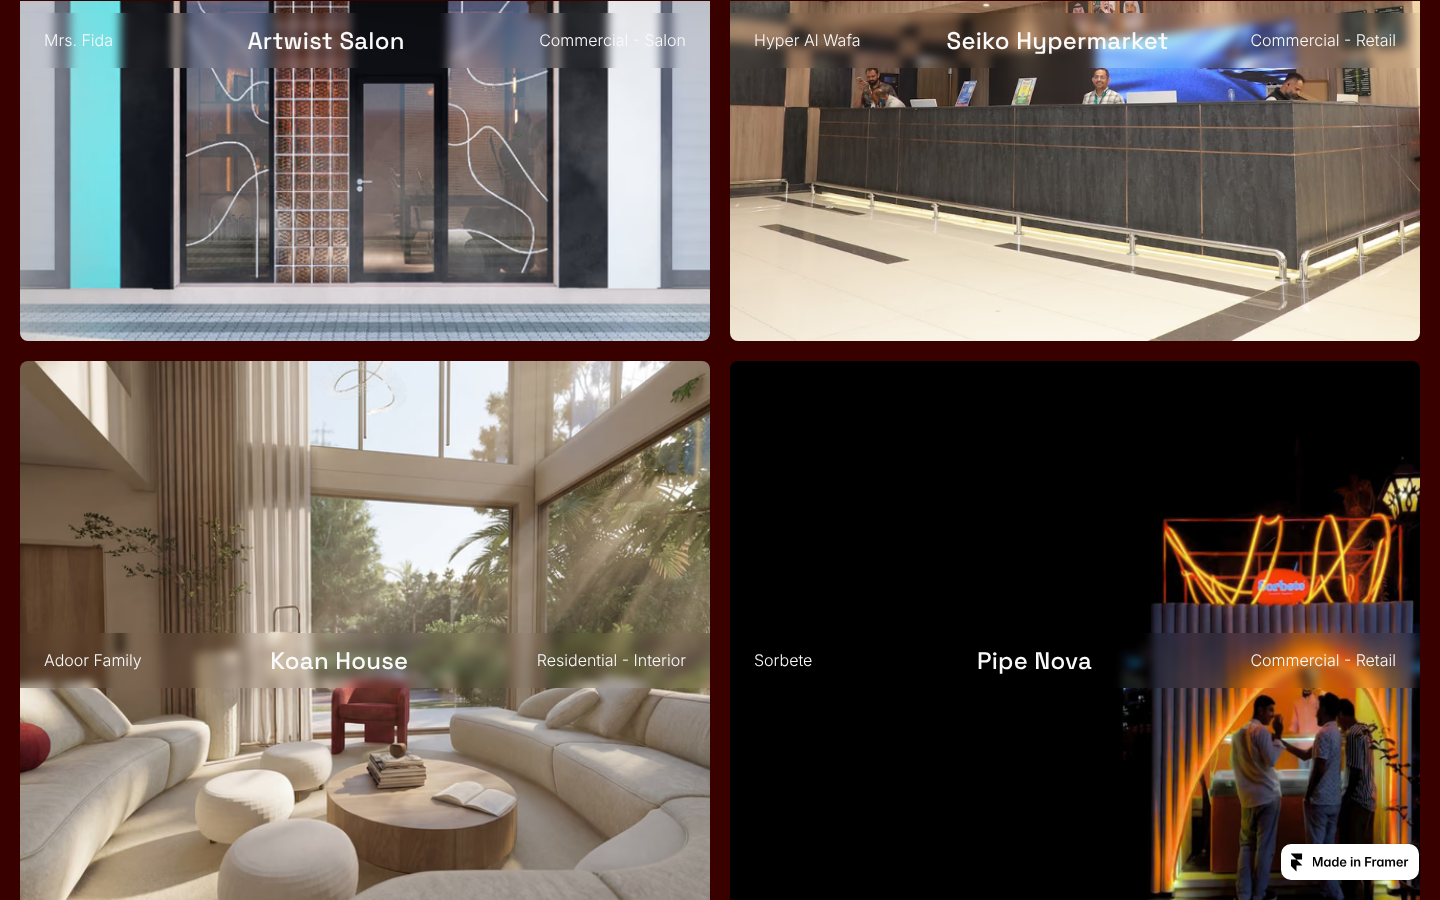 Mrs. Fida
Artwist Salon
Commercial - Salon
Hyper Al Wafa
Seiko Hypermarket
Commercial - Retail
Adoor Family
Koan House
Residential - Interior
Sorbete
Sorbete
Pipe Nova
Commercial - Retail
Made in Framer